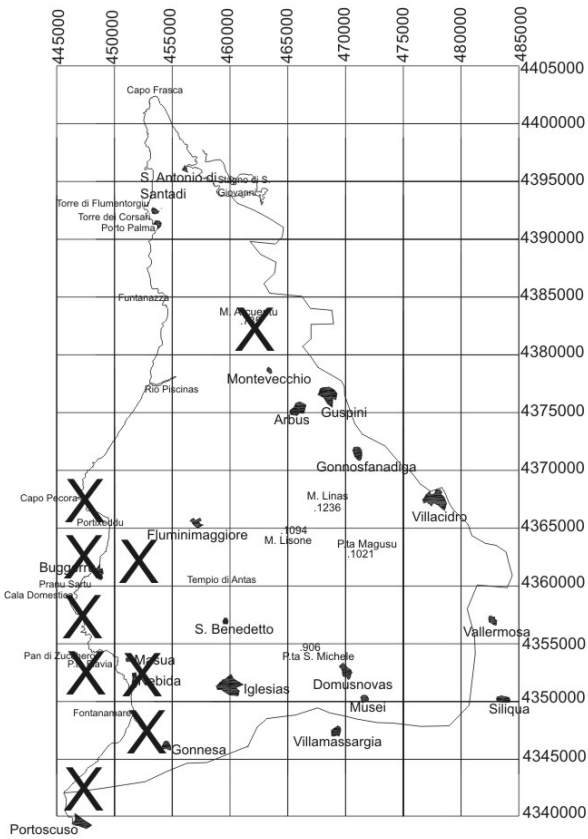 445000
450000
455000
460000
465000
470000
475000
480000
485000
4405000
Capo Frasca
4400000
S. Antonio di
Santadi
Stagno di S.
Giovanni
4395000
Torre di Flumentorgiu
Torre dei Corsari
Porto Palma
4390000
Funtanazza
4385000
M. Arcuentu
X
4380000
Montevecchio
Rio Piscinas
Guspini
Arbus
4375000
Gonnosfanadiga
4370000
Capo Pecora
X
M. Linas
.1236
Villacidro
Portixeddu
Fluminimaggiore
.1094
M. Lisone
4365000
P.ta Magusu
.1021
Buggerru
X
X
Pranu Sartu
Tempio di Antas
4360000
Cala Domestica
X
S. Benedetto
Vallermosa
4355000
.906
P.ta S. Michele
Pan di Zucchero
Masua
X
X
Nebida
Iglesias
Domusnovas
Musei
Siliqua
4350000
Fontanamare
X
Gonnesa
Villamassargia
4345000
X
4340000
Portoscuso